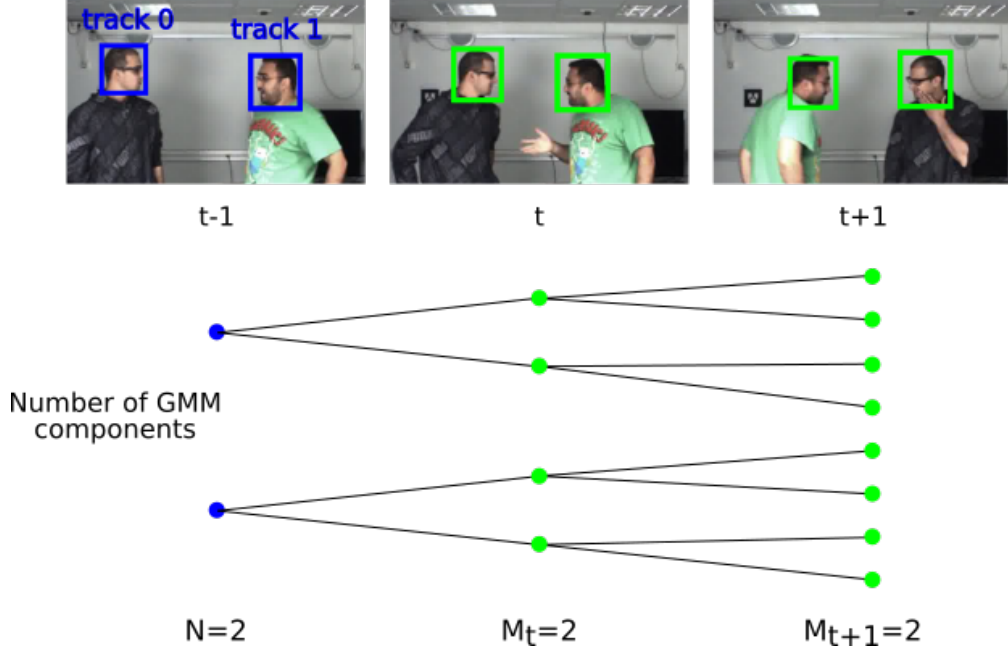 track 0
track 1
t-1
t
t+1
Number of GMM
components
N=2
Mt=2
Mt+1=2